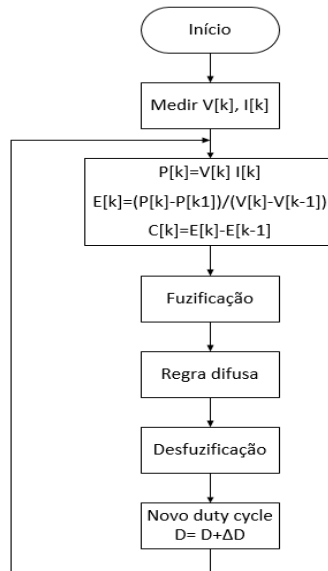 Início
Medir V[k], I[k]
P[k]=V[k] I[k]
E[k]=(P[k]-P[k1])/(V[k]-V[k-1])
C[k]=E[k]-E[k-1]
Fuzificação
Regra difusa
Desfuzificação
Novo duty cycle
D= D+ΔD